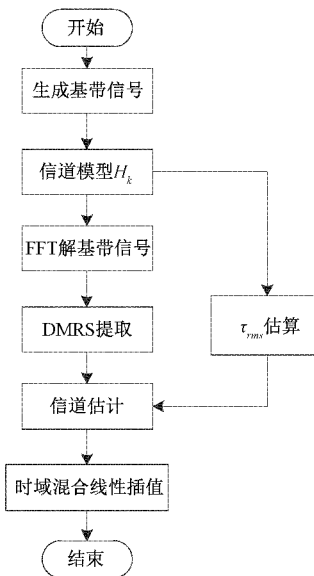 开始
生成基带信号
信道模型H_k
FFT解基带信号
DMRS提取
τ_rms估算
信道估计
时域混合线性插值
结束